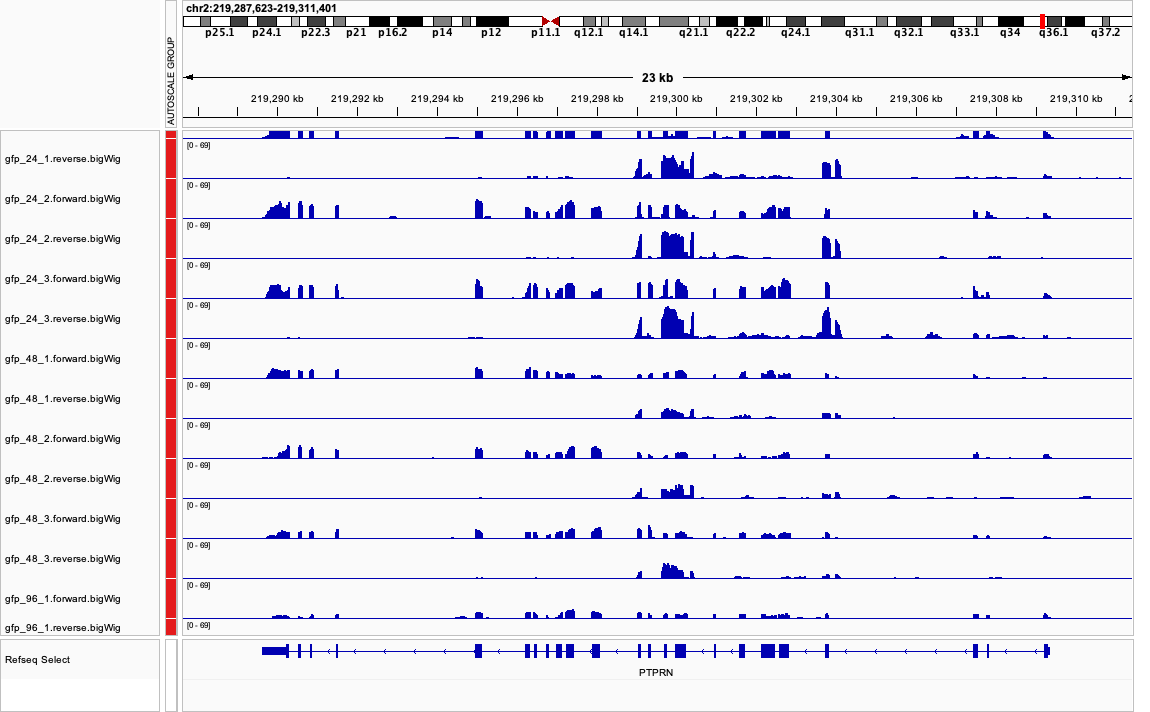 chr2:219,287,623-219,311,401
p25.1 p24.1 p22.3 p21 p16.2 p14 p12 p11.1 q12.1 q14.1 q21.1 q22.2 q24.1 q31.1 q32.1 q33.1 q34 q36.1 q37.2
AUTOSCALE GROUP
23 kb
219,290 kb 219,292 kb 219,294 kb 219,296 kb 219,298 kb 219,300 kb 219,302 kb 219,304 kb 219,306 kb 219,308 kb 219,310 kb 2
[0 - 69]
gfp_24_1.reverse.bigWig
[0 - 69]
gfp_24_2.forward.bigWig
[0 - 69]
gfp_24_2.reverse.bigWig
[0 - 69]
gfp_24_3.forward.bigWig
[0 - 69]
gfp_24_3.reverse.bigWig
[0 - 69]
gfp_48_1.forward.bigWig
[0 - 69]
gfp_48_1.reverse.bigWig
[0 - 69]
gfp_48_2.forward.bigWig
[0 - 69]
gfp_48_2.reverse.bigWig
[0 - 69]
gfp_48_3.forward.bigWig
[0 - 69]
gfp_48_3.reverse.bigWig
[0 - 69]
gfp_96_1.forward.bigWig
[0 - 69]
gfp_96_1.reverse.bigWig
Refseq Select
PTPRN